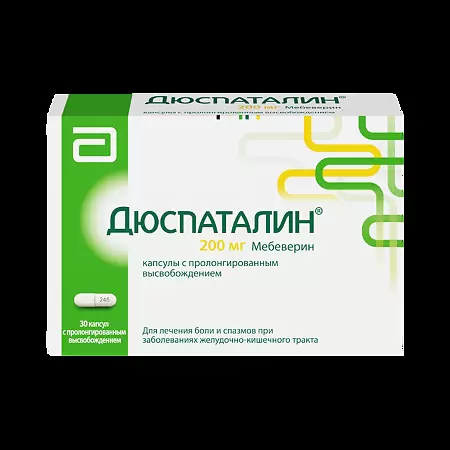 ДЮСПАТАЛИН®
200 мг Мебеверин
капсулы с пролонгированным высвобождением
ДЮСПАТАЛИН®
200 мг Мебеверин
капсулы с пролонгированным
высвобождением
245
30 капсул
с пролонгированным
высвобождением
Для лечения боли и спазмов при
заболеваниях желудочно-кишечного тракта